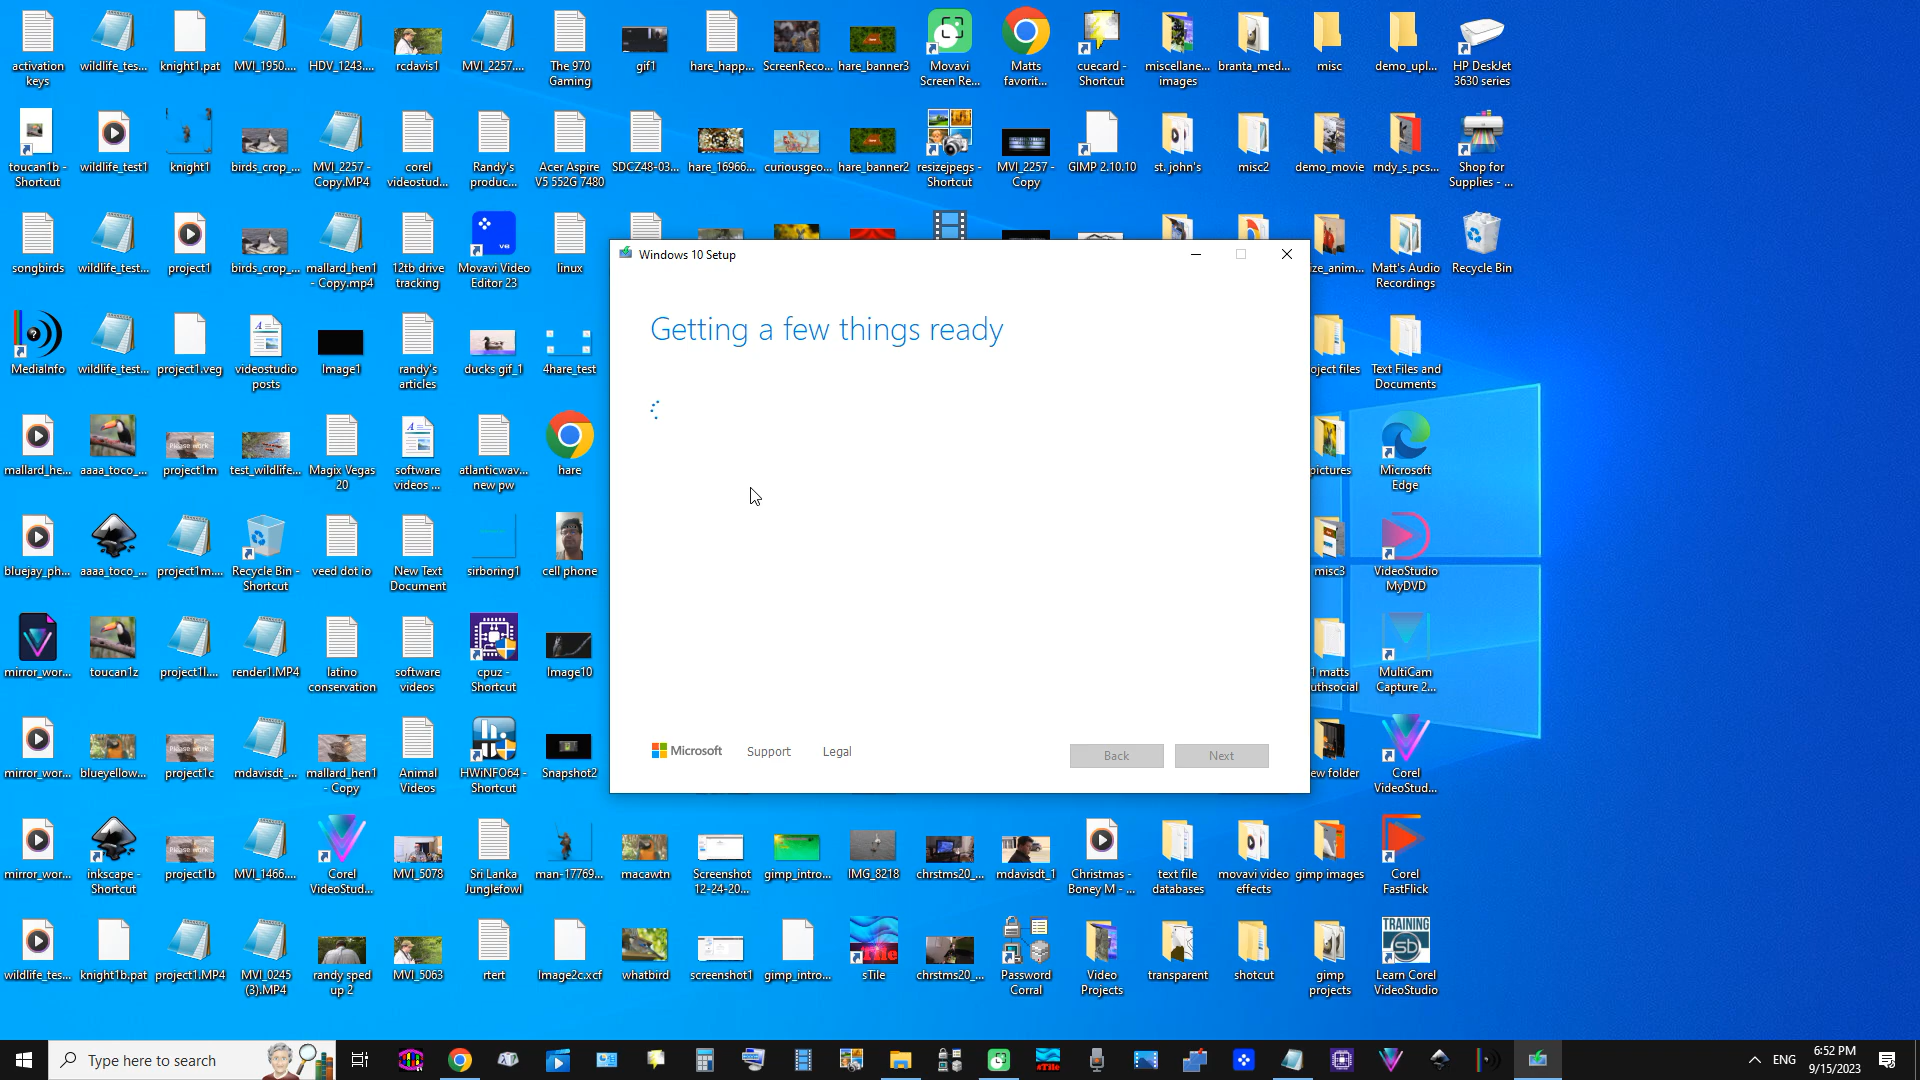 activation
keys
wildlife_tes...
knight1.pat
MVI_1950....
HDV_1243....
rcdavis1
MVI_2257....
The 970
Gaming
gif1
hare_happ...
ScreenReco...
hare_banner3
Movavi
Screen Re...
Matts
favorit...
cuecard -
Shortcut
miscellane...
images
branta_med...
misc
demo_upl...
HP DeskJet
3630 series
toucan1b -
Shortcut
wildlife_test1
knight1
birds_crop_...
MVI_2257 -
Copy.MP4
corel
videostud...
Randy's
produc...
Acer Aspire
V5 552G 7480
SDCZ48-03...
hare_16966...
curiousgeo...
hare_banner2
resizejpegs -
Shortcut
MVI_2257 -
Copy
GIMP 2.10.10
st. john's
misc2
demo_movie
rndy_s_pcs...
Shop for
Supplies - ...
songbirds
wildlife_test...
project1
birds_crop_...
mallard_hen1
- Copy.mp4
12tb drive
tracking
Movavi Video
Editor 23
linux
ize_anim...
Matt's Audio
Recordings
Recycle Bin
Windows 10 Setup
Getting a few things ready
MediaInfo
wildlife_test...
project1.veg
videostudio
posts
Image1
randy's
articles
ducks gif_1
4hare_test
oject files
Text Files and
Documents
mallard_he...
aaaa_toco_...
project1m
test_wildlife...
Magix Vegas
20
software
videos ...
atlanticwav...
new pw
hare
pictures
Microsoft
Edge
bluejay_ph...
aaaa_toco_...
project1m....
Recycle Bin -
Shortcut
veed dot io
New Text
Document
sirboring1
cell phone
misc3
VideoStudio
MyDVD
mirror_wor...
toucan1z
project1l....
render1.MP4
latino
conservation
software
videos
cpuz -
Shortcut
Image10
1 matts
uthsocial
MultiCam
Capture 2...
mirror_wor...
blueyellow...
project1c
mdavisdt_...
mallard_hen1
- Copy
Animal
Videos
HWiNFO64 -
Shortcut
Snapshot2
Microsoft
Support
Legal
Back
Next
ew folder
Corel
VideoStud...
mirror_wor...
inkscape -
Shortcut
project1b
MVI_1466....
Corel
VideoStud...
MVI_5078
Sri Lanka
Junglefowl
man-17769...
macawtn
Screenshot
12-24-20...
gimp_intro...
IMG_8218
chrstms20_...
mdavisdt_1
Christmas -
Boney M - ...
text file
databases
movavi video
effects
gimp images
Corel
FastFlick
wildlife_tes...
knight1b.pat
project1.MP4
MVI_0245
(3).MP4
randy sped
up 2
MVI_5063
rtert
Image2c.xcf
whatbird
screenshot1
gimp_intro...
sTile
chrstms20_...
Password
Corral
Video
Projects
transparent
shotcut
gimp
projects
TRAINING
sb
Learn Corel
VideoStudio
Type here to search
ENG
6:52 PM
9/15/2023